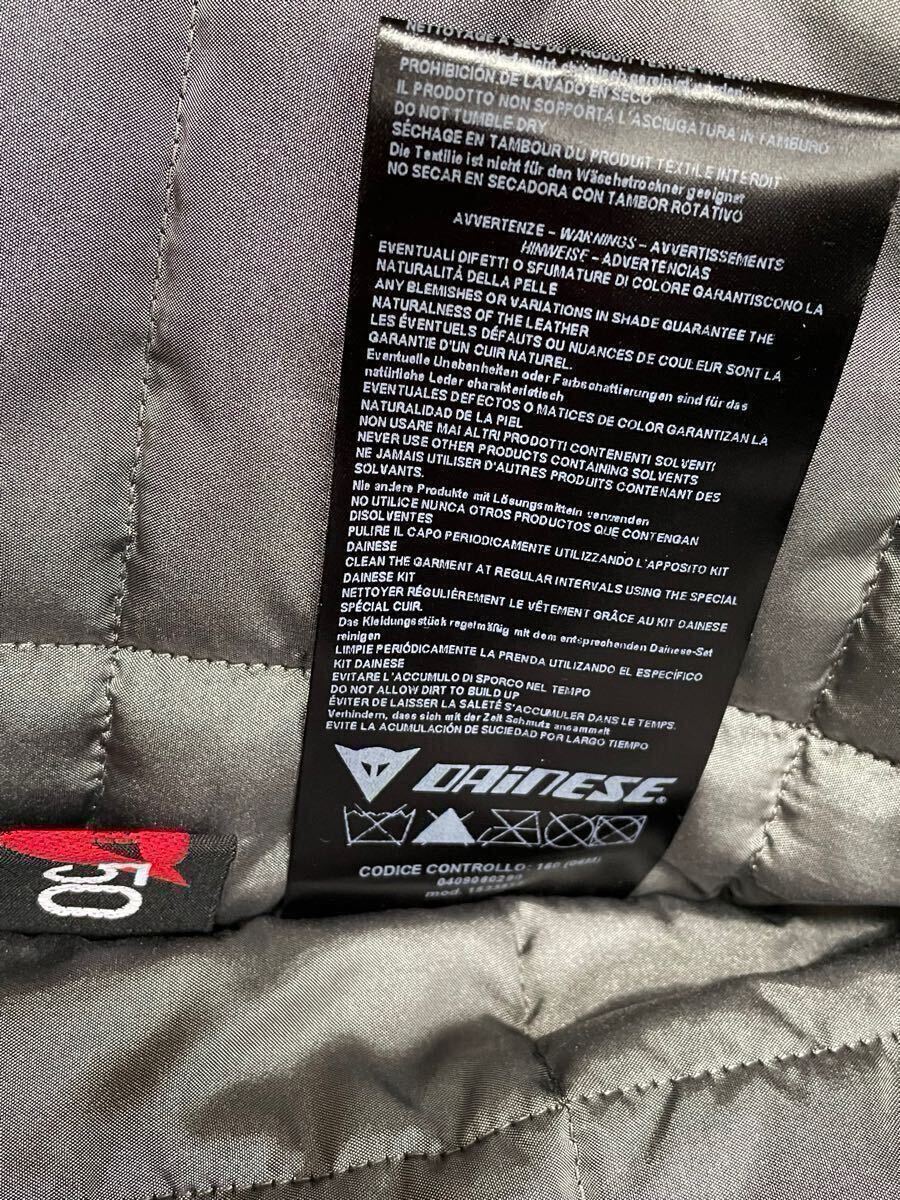 NETTOYAGE A SEC DU PRODUIT TEXTILE
PROHIBICIÓN DE LAVADO EN SECO
IL PRODOTTO NON SOPPORTA L'ASCIUGATURA IN TAMBURO
DO NOT TUMBLE DRY
SÉCHAGE EN TAMBOUR DU PRODUIT TEXTILE INTERDIT
Die Textilie ist nicht für den Wäschetrockner geeignet
NO SECAR EN SECADORA CON TAMBOR ROTATIVO
AVVERTENZE - WARNINGS - AVVERTISSEMENTS
HINWEISE - ADVERTENCIAS
EVENTUALI DIFETTI O SFUMATURE DI COLORE GARANTISCONO LA
NATURALITÁ DELLA PELLE
ANY BLEMISHES OR VARIATIONS IN SHADE GUARANTEE THE
NATURALNESS OF THE LEATHER
LES ÉVENTUELS DÉFAUTS OU NUANCES DE COULEUR SONT LA
GARANTIE D'UN CUIR NATUREL.
Eventuelle Unebenheiten oder Farbschattierungen sind für das
natürliche Leder charakteristisch
EVENTUALES DEFECTOS O MATICES DE COLOR GARANTIZAN LA
NATURALIDAD DE LA PIEL
NON USARE MAI ALTRI PRODOTTI CONTENENTI SOLVENTI
NEVER USE OTHER PRODUCTS CONTAINING SOLVENTS
NE JAMAIS UTILISER D'AUTRES PRODUITS CONTENANT DES
SOLVANTS.
Nie andere Produkte mit Lösungsmitteln verwenden
NO UTILICE NUNCA OTROS PRODUCTOS QUE CONTENGAN
DISOLVENTES
PULIRE IL CAPO PERIODICAMENTE UTILIZZANDO L'APPOSITO KIT
DAINESE
CLEAN THE GARMENT AT REGULAR INTERVALS USING THE SPECIAL
DAINESE KIT
NETTOYER RÉGULIÈREMENT LE VÊTEMENT GRÂCE AU KIT DAINESE
SPÉCIAL CUIR.
Das Kleidungsstück regelmäßig mit dem entsprechenden Dainese-Set
reinigen
LIMPIE PERIÓDICAMENTE LA PRENDA UTILIZANDO EL ESPECÍFICO
KIT DAINESE
EVITARE L'ACCUMULO DI SPORCO NEL TEMPO
DO NOT ALLOW DIRT TO BUILD UP
ÉVITER DE LAISSER LA SALETÉ S'ACCUMULER DANS LE TEMPS.
Verhindern, dass sich mit der Zeit Schmutz ansammelt
EVITE LA ACUMULACIÓN DE SUCIEDAD POR LARGO TIEMPO
DAINESE
CODICE CONTROLLO:
mod.
50